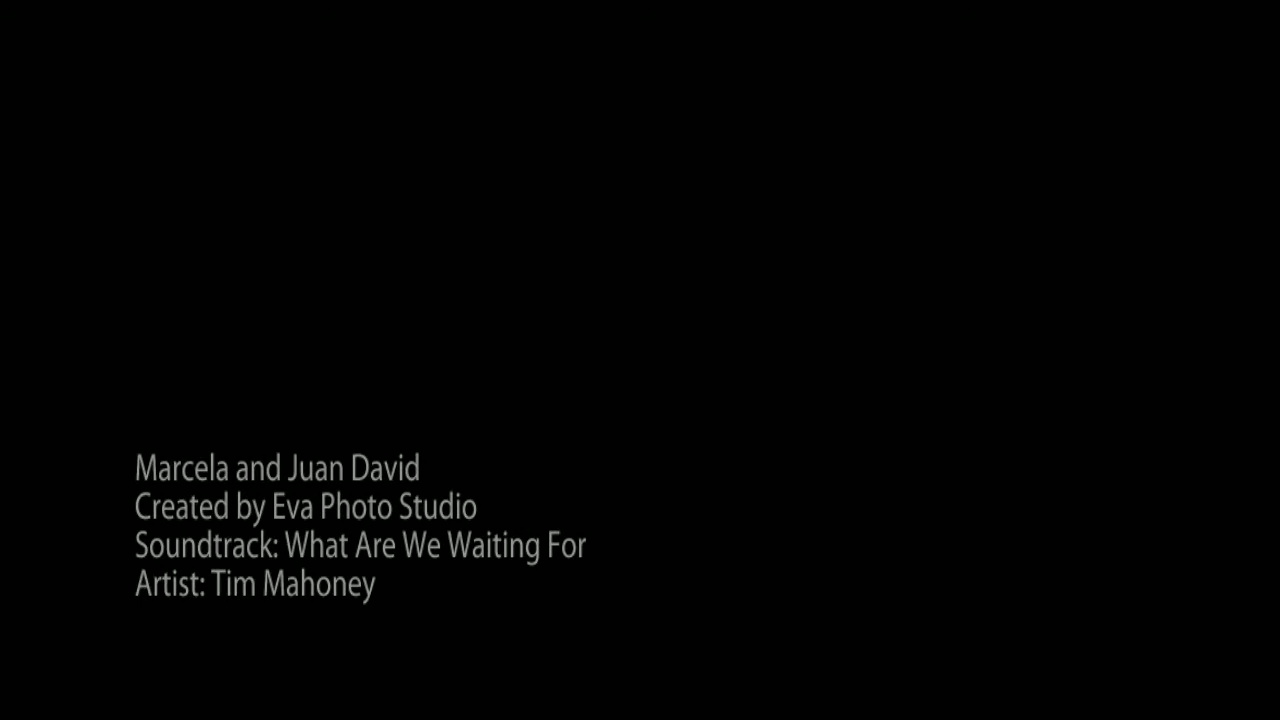 Marcela and Juan David
Created by Eva Photo Studio
Soundtrack: What Are We Waiting For
Artist: Tim Mahoney